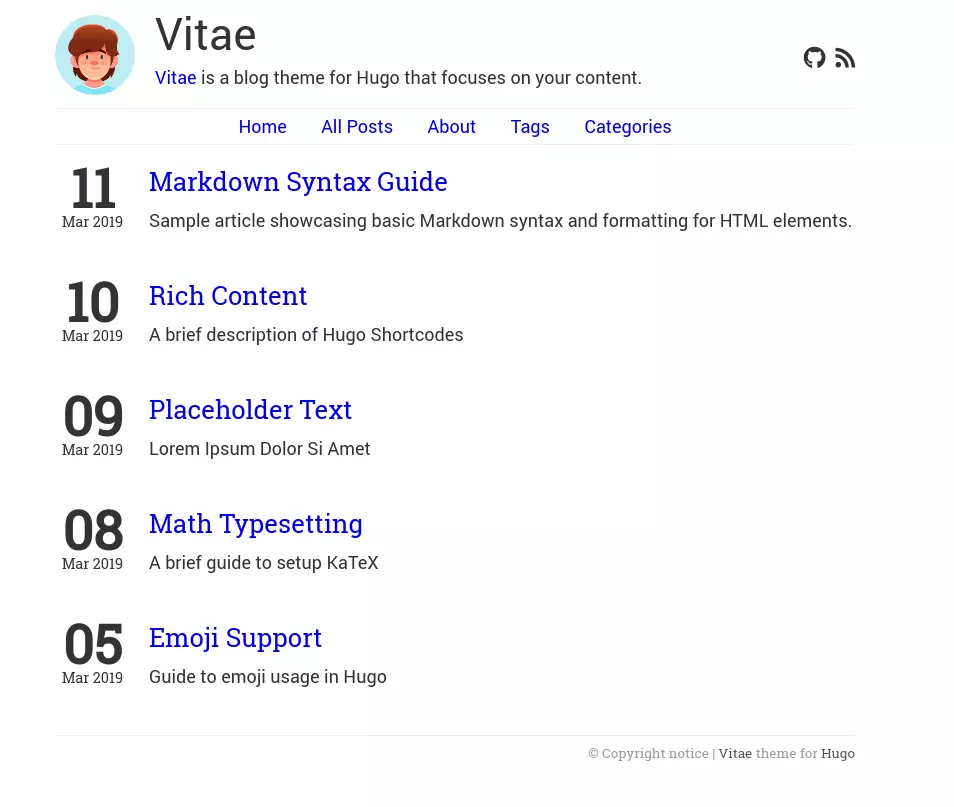 Vitae
Vitae is a blog theme for Hugo that focuses on your content.
Home All Posts About Tags Categories
11
Mar 2019
Markdown Syntax Guide
Sample article showcasing basic Markdown syntax and formatting for HTML elements.
10
Mar 2019
Rich Content
A brief description of Hugo Shortcodes
09
Mar 2019
Placeholder Text
Lorem Ipsum Dolor Si Amet
08
Mar 2019
Math Typesetting
A brief guide to setup KaTeX
05
Mar 2019
Emoji Support
Guide to emoji usage in Hugo
© Copyright notice | Vitae theme for Hugo